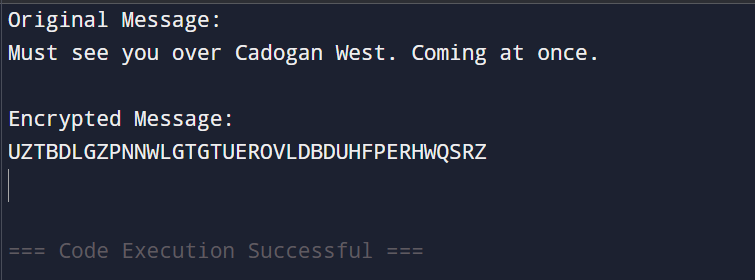 Original Message:
Must see you over Cadogan West. Coming at once.
Encrypted Message:
UZTBDLGZPNNWLGTGTUEROVLDBDUHFPERHWQSRZ
=== Code Execution Successful ===